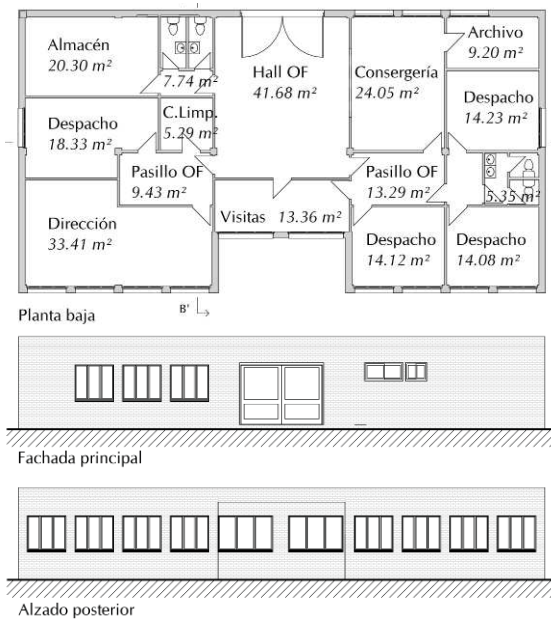 Almacén
20.30 m²
7.74 m²
Hall OF
41.68 m²
Consergería
24.05 m²
Archivo
9.20 m²
Despacho
14.23 m²
C.Limp.
5.29 m²
Despacho
18.33 m²
Pasillo OF
9.43 m²
Pasillo OF
13.29 m²
5.35 m²
Visitas 13.36 m²
Dirección
33.41 m²
Despacho
14.12 m²
Despacho
14.08 m²
B'
Planta baja
Fachada principal
Alzado posterior